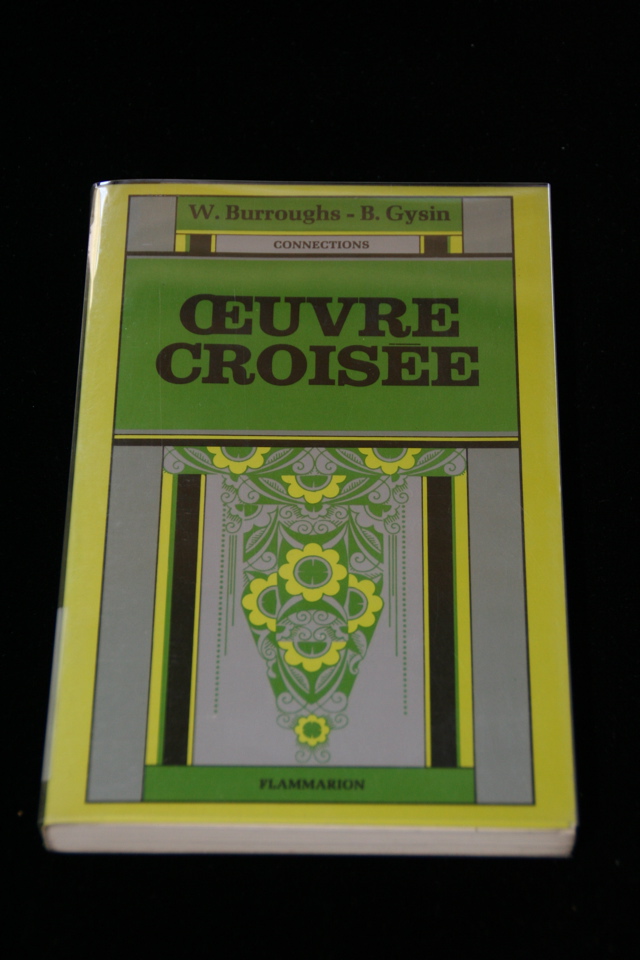 W. Burroughs - B. Gysin
CONNECTIONS
ŒUVRE
CROISÉE
FLAMMARION